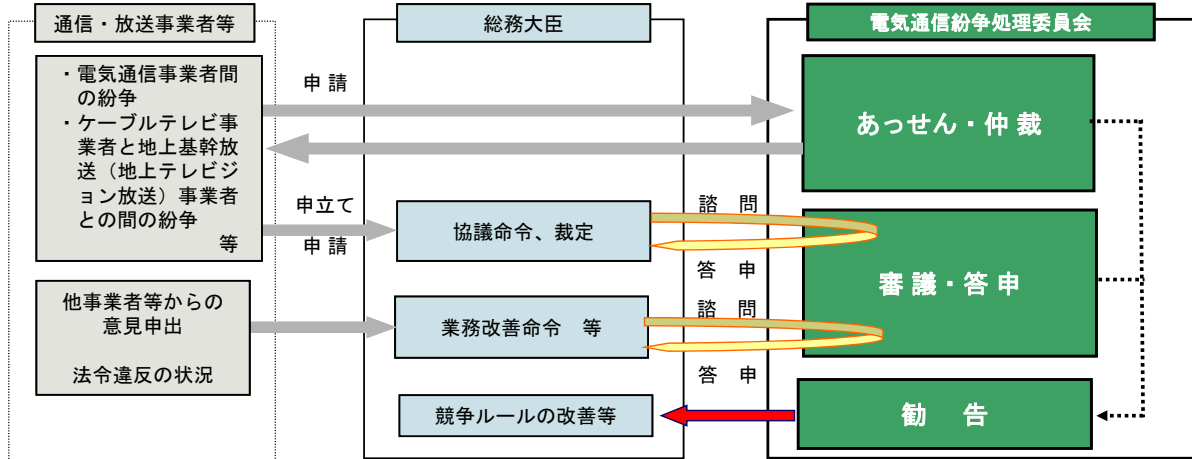 通信・放送事業者等
総務大臣
電気通信紛争処理委員会
・電気通信事業者間
の紛争
・ケーブルテレビ事
業者と地上基幹放
送（地上テレビジ
ョン放送）事業者
との間の紛争
等
申 請
あっせん・仲 裁
申立て
申 請
協議命令、裁定
諮 問
答 申
審 議・答 申
他事業者等からの
意見申出
法令違反の状況
業務改善命令 等
諮 問
答 申
競争ルールの改善等
勧 告